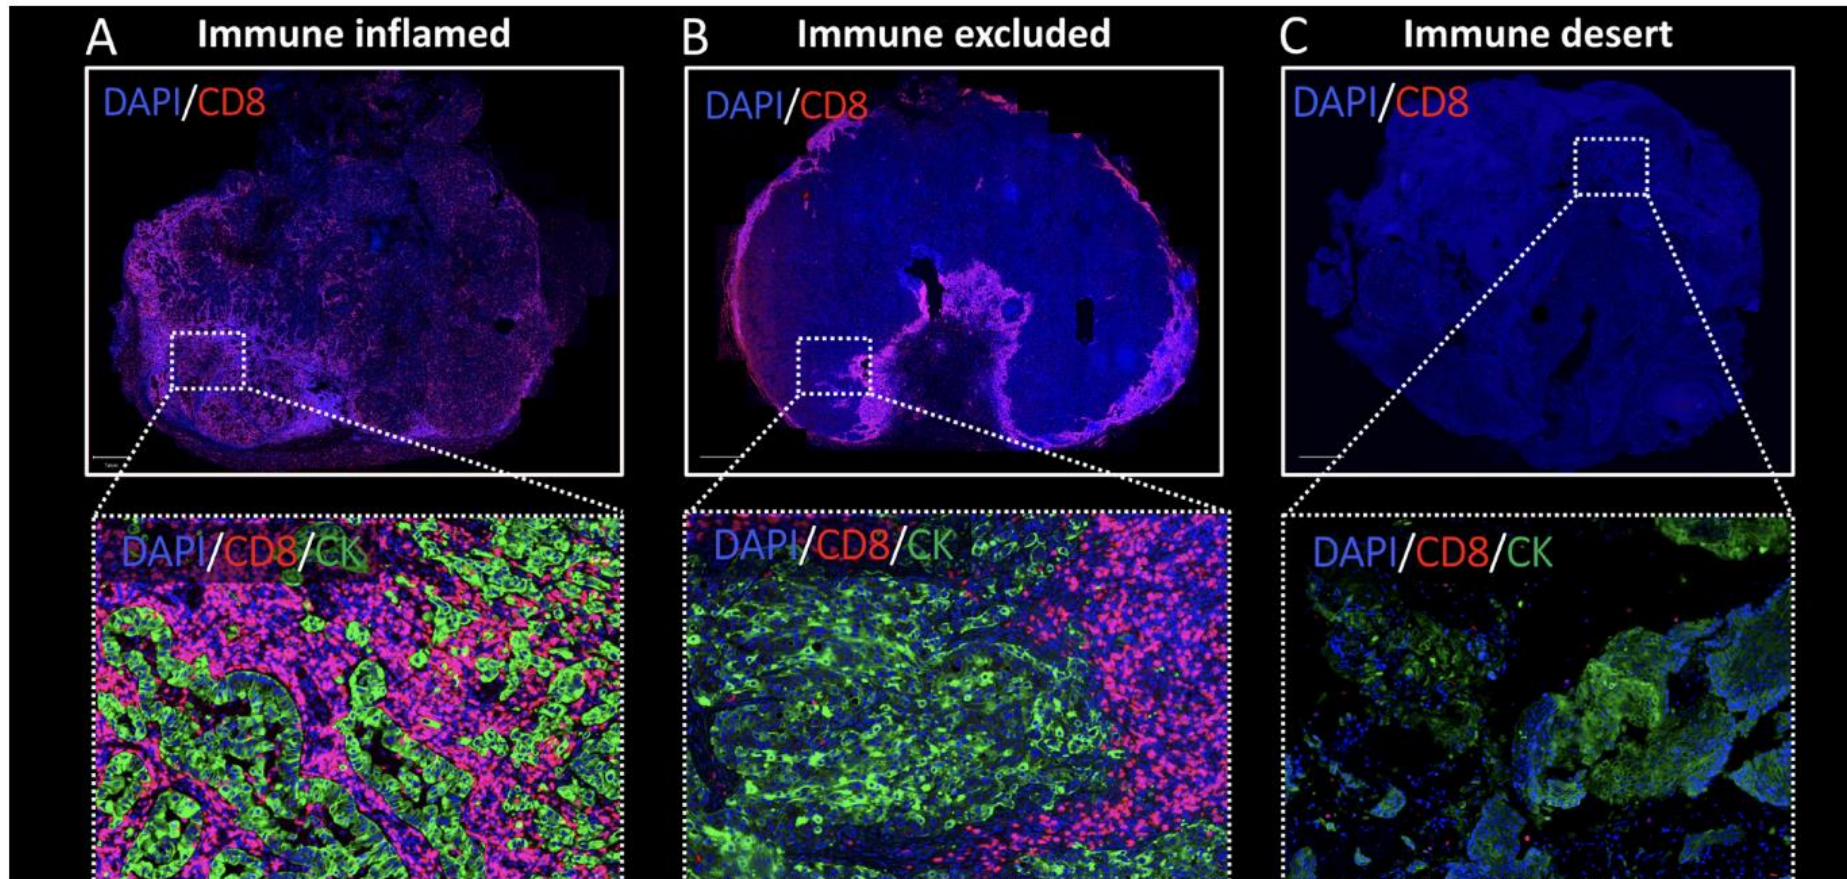 A Immune inflamed
DAPI/CD8
DAPI/CD8/CK
B Immune excluded
DAPI/CD8
DAPI/CD8/CK
C Immune desert
DAPI/CD8
DAPI/CD8/CK